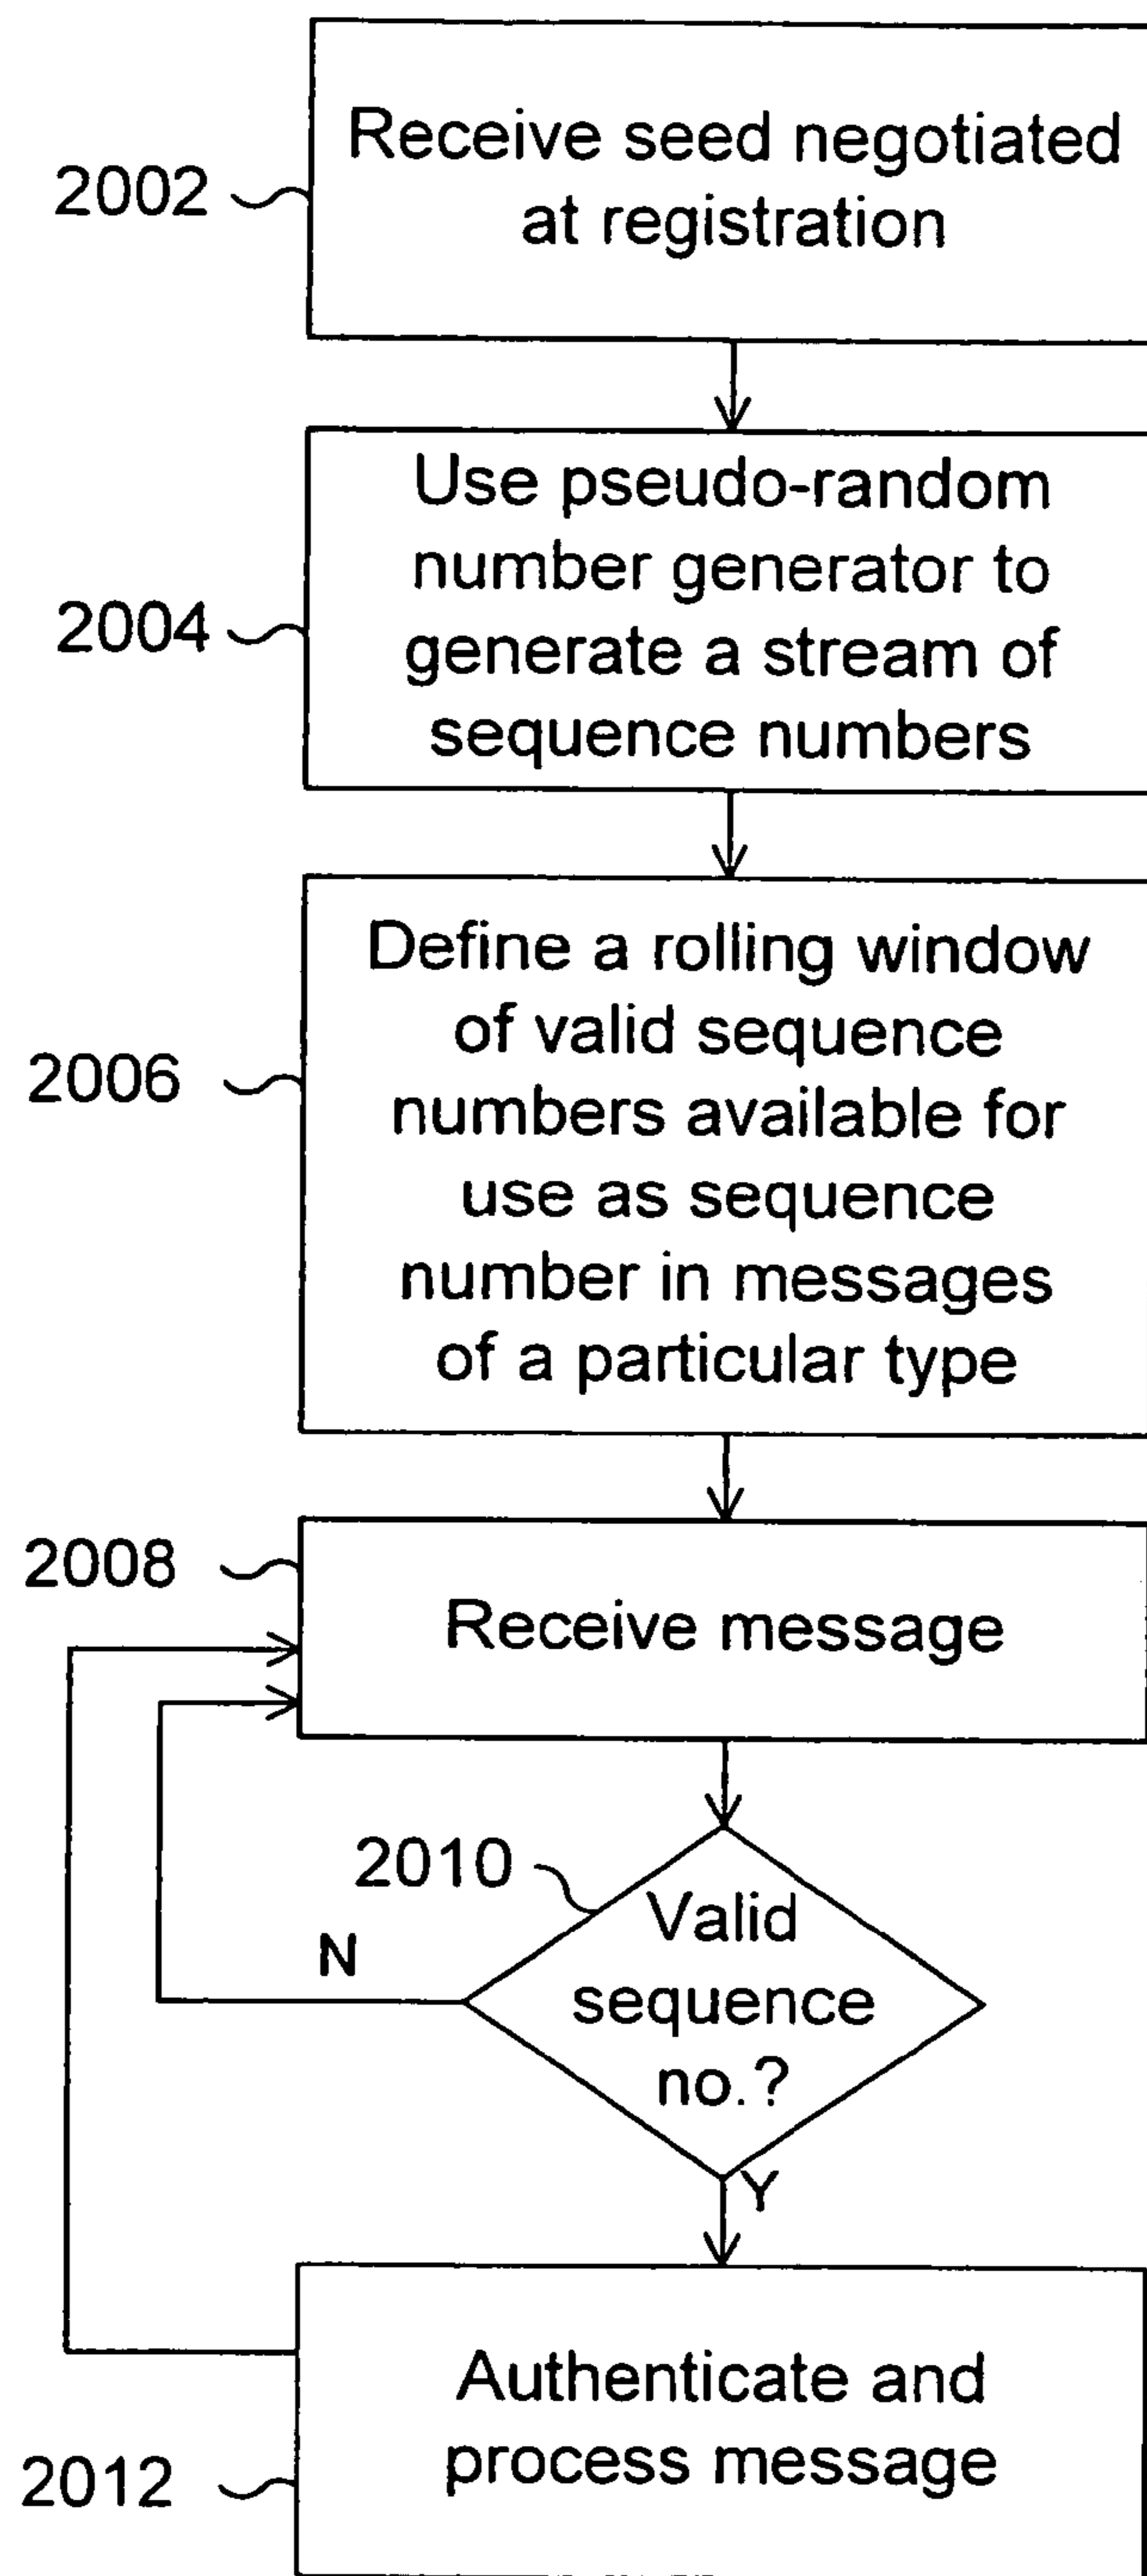 Receive seed negotiated
2002
at registration
Use pseudo-random
number generator to
2004
generate a stream of
sequence numbers
Define a rolling window
of valid sequence
2006
numbers available for
use as sequence
number in messages
of a particular type
2008
Receive message
2010
Valid
N
sequence
no.?
Y
Authenticate and
process message
2012